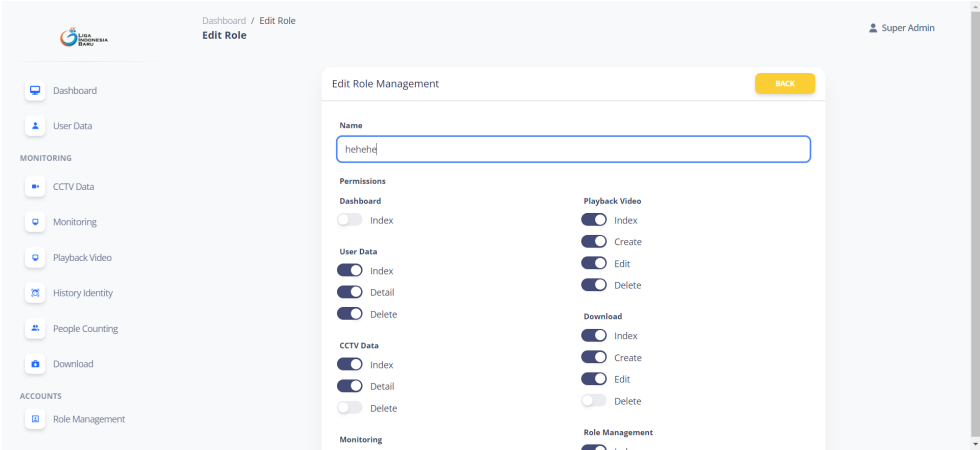 Dashboard / Edit Role
Edit Role
Super Admin
LIGA
INDONESIA
BARU
Dashboard
User Data
MONITORING
CCTV Data
Monitoring
Playback Video
History Identity
People Counting
Download
ACCOUNTS
Role Management
Edit Role Management
BACK
Name
hehehe
Permissions
Dashboard
Index
User Data
Index
Detail
Delete
CCTV Data
Index
Detail
Delete
Monitoring
Playback Video
Index
Create
Edit
Delete
Download
Index
Create
Edit
Delete
Role Management